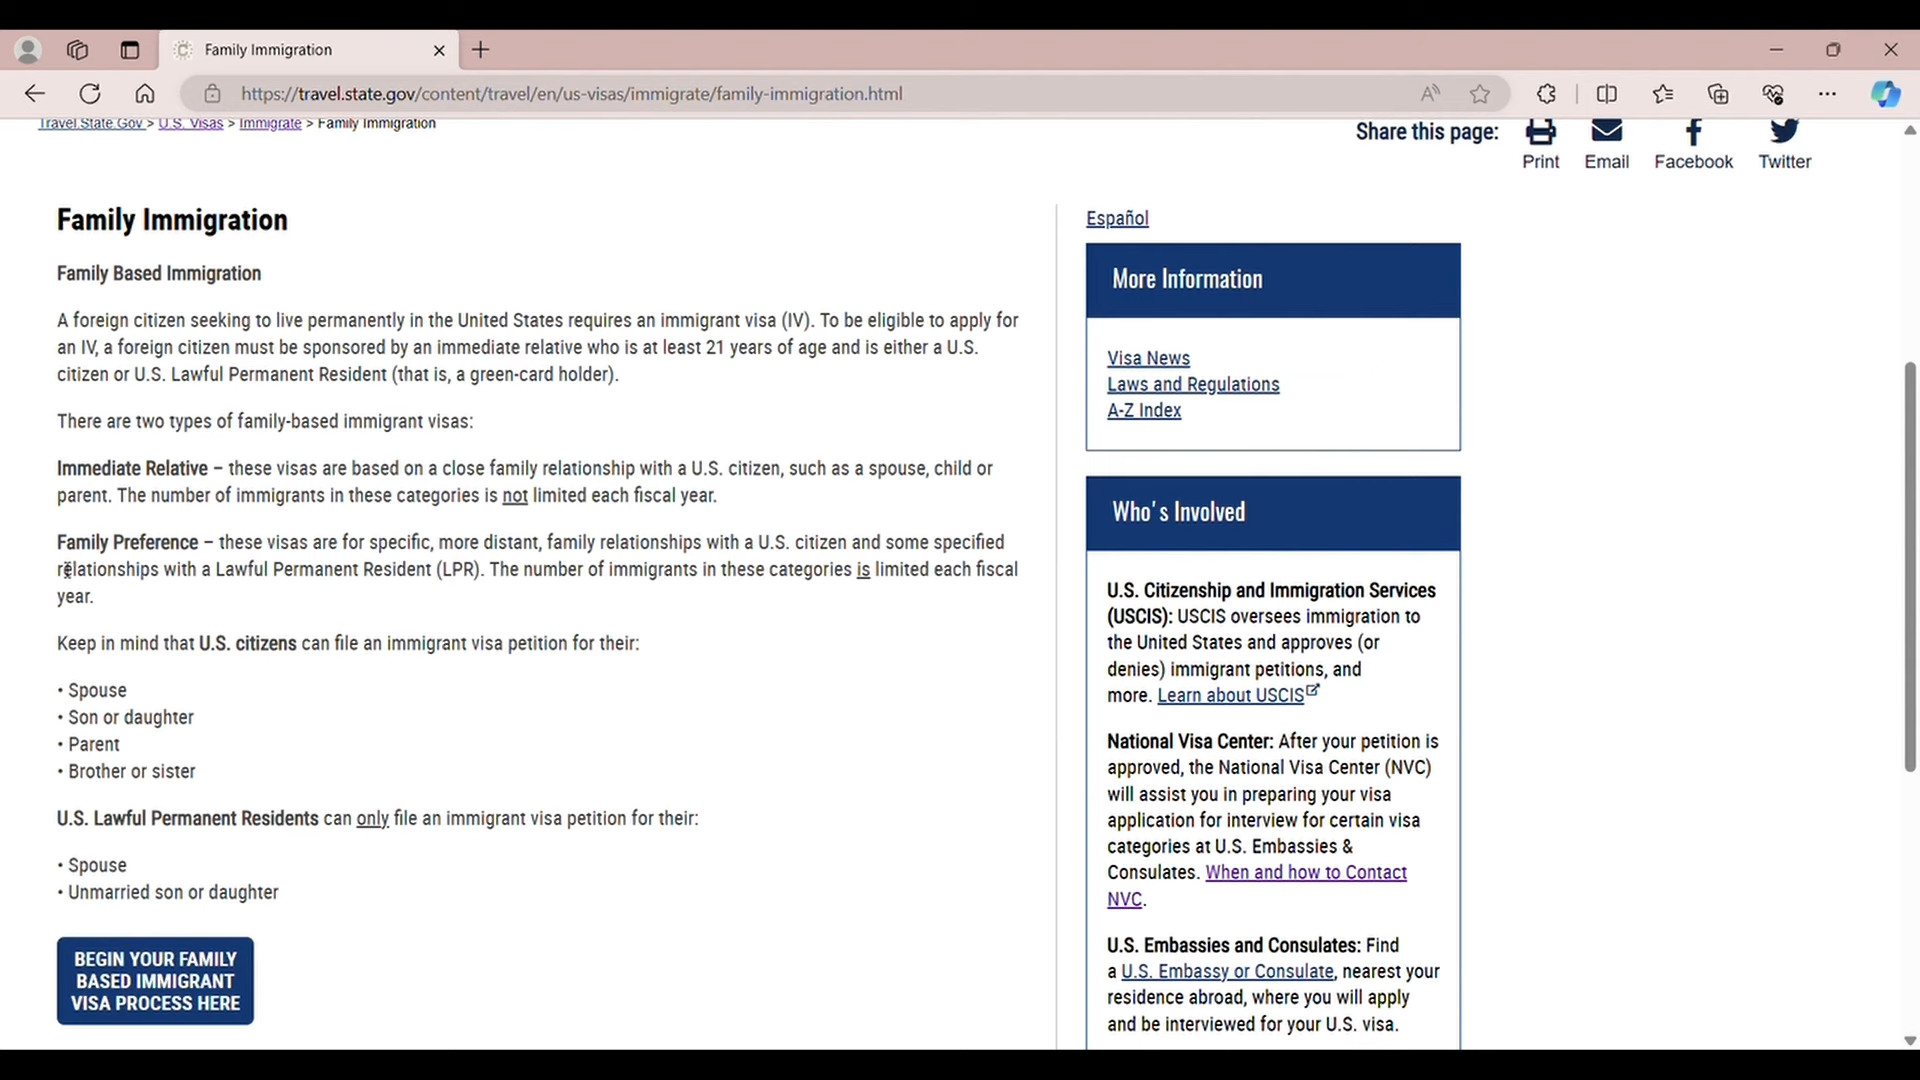 Family Immigration
https://travel.state.gov/content/travel/en/us-visas/immigrate/family-immigration.html
Travel.State.Gov > U.S. Visas > Immigrate > Family Immigration
Share this page:
Print Email Facebook Twitter
Family Immigration
Family Based Immigration
A foreign citizen seeking to live permanently in the United States requires an immigrant visa (IV). To be eligible to apply for
an IV, a foreign citizen must be sponsored by an immediate relative who is at least 21 years of age and is either a U.S.
citizen or U.S. Lawful Permanent Resident (that is, a green-card holder).
There are two types of family-based immigrant visas:
Immediate Relative – these visas are based on a close family relationship with a U.S. citizen, such as a spouse, child or
parent. The number of immigrants in these categories is not limited each fiscal year.
Family Preference – these visas are for specific, more distant, family relationships with a U.S. citizen and some specified
relationships with a Lawful Permanent Resident (LPR). The number of immigrants in these categories is limited each fiscal
year.
Keep in mind that U.S. citizens can file an immigrant visa petition for their:
• Spouse
• Son or daughter
• Parent
• Brother or sister
U.S. Lawful Permanent Residents can only file an immigrant visa petition for their:
• Spouse
• Unmarried son or daughter
BEGIN YOUR FAMILY
BASED IMMIGRANT
VISA PROCESS HERE
Español
More Information
Visa News
Laws and Regulations
A-Z Index
Who's Involved
U.S. Citizenship and Immigration Services
(USCIS): USCIS oversees immigration to
the United States and approves (or
denies) immigrant petitions, and
more. Learn about USCIS
National Visa Center: After your petition is
approved, the National Visa Center (NVC)
will assist you in preparing your visa
application for interview for certain visa
categories at U.S. Embassies &
Consulates. When and how to Contact
NVC.
U.S. Embassies and Consulates: Find
a U.S. Embassy or Consulate, nearest your
residence abroad, where you will apply
and be interviewed for your U.S. visa.